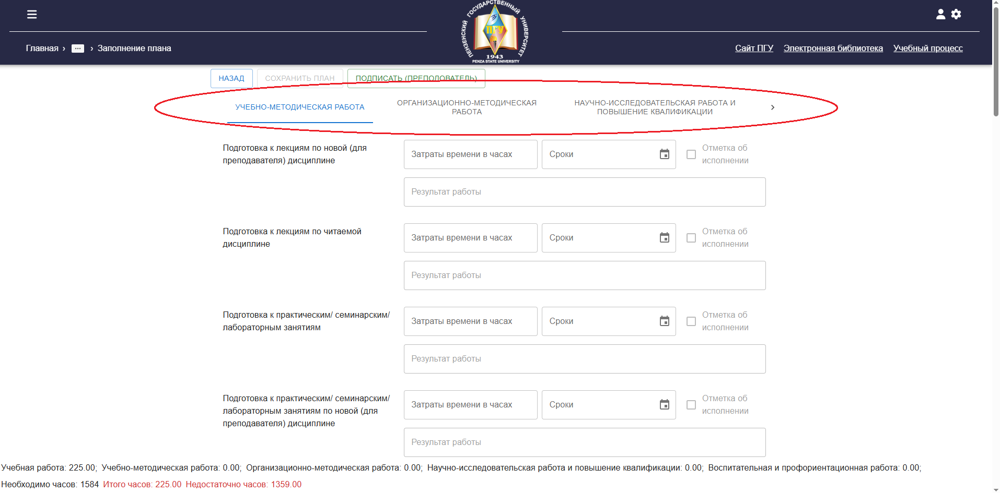 ПЕНЗЕНСКИЙ ГОСУДАРСТВЕННЫЙ УНИВЕРСИТЕТ
ПГУ
1943
PENZA STATE UNIVERSITY
Главная › ... › Заполнение плана
Сайт ПГУ Электронная библиотека Учебный процесс
НАЗАД СОХРАНИТЬ ПЛАН ПОДПИСАТЬ (ПРЕПОДОВАТЕЛЬ)
УЧЕБНО-МЕТОДИЧЕСКАЯ РАБОТА
ОРГАНИЗАЦИОННО-МЕТОДИЧЕСКАЯ
РАБОТА
НАУЧНО-ИССЛЕДОВАТЕЛЬСКАЯ РАБОТА И
ПОВЫШЕНИЕ КВАЛИФИКАЦИИ
Подготовка к лекциям по новой (для
преподавателя) дисциплине
Затраты времени в часах
Сроки
Отметка об
исполнении
Результат работы
Подготовка к лекциям по читаемой
дисциплине
Затраты времени в часах
Сроки
Отметка об
исполнении
Результат работы
Подготовка к практическим/ семинарским/
лабораторным занятиям
Затраты времени в часах
Сроки
Отметка об
исполнении
Результат работы
Подготовка к практическим/ семинарским/
лабораторным занятиям по новой (для
преподавателя) дисциплине
Затраты времени в часах
Сроки
Отметка об
исполнении
Результат работы
Учебная работа: 225.00; Учебно-методическая работа: 0.00; Организационно-методическая работа: 0.00; Научно-исследовательская работа и повышение квалификации: 0.00; Воспитательная и профориентационная работа: 0.00;
Необходимо часов: 1584 Итого часов: 225.00 Недостаточно часов: 1359.00